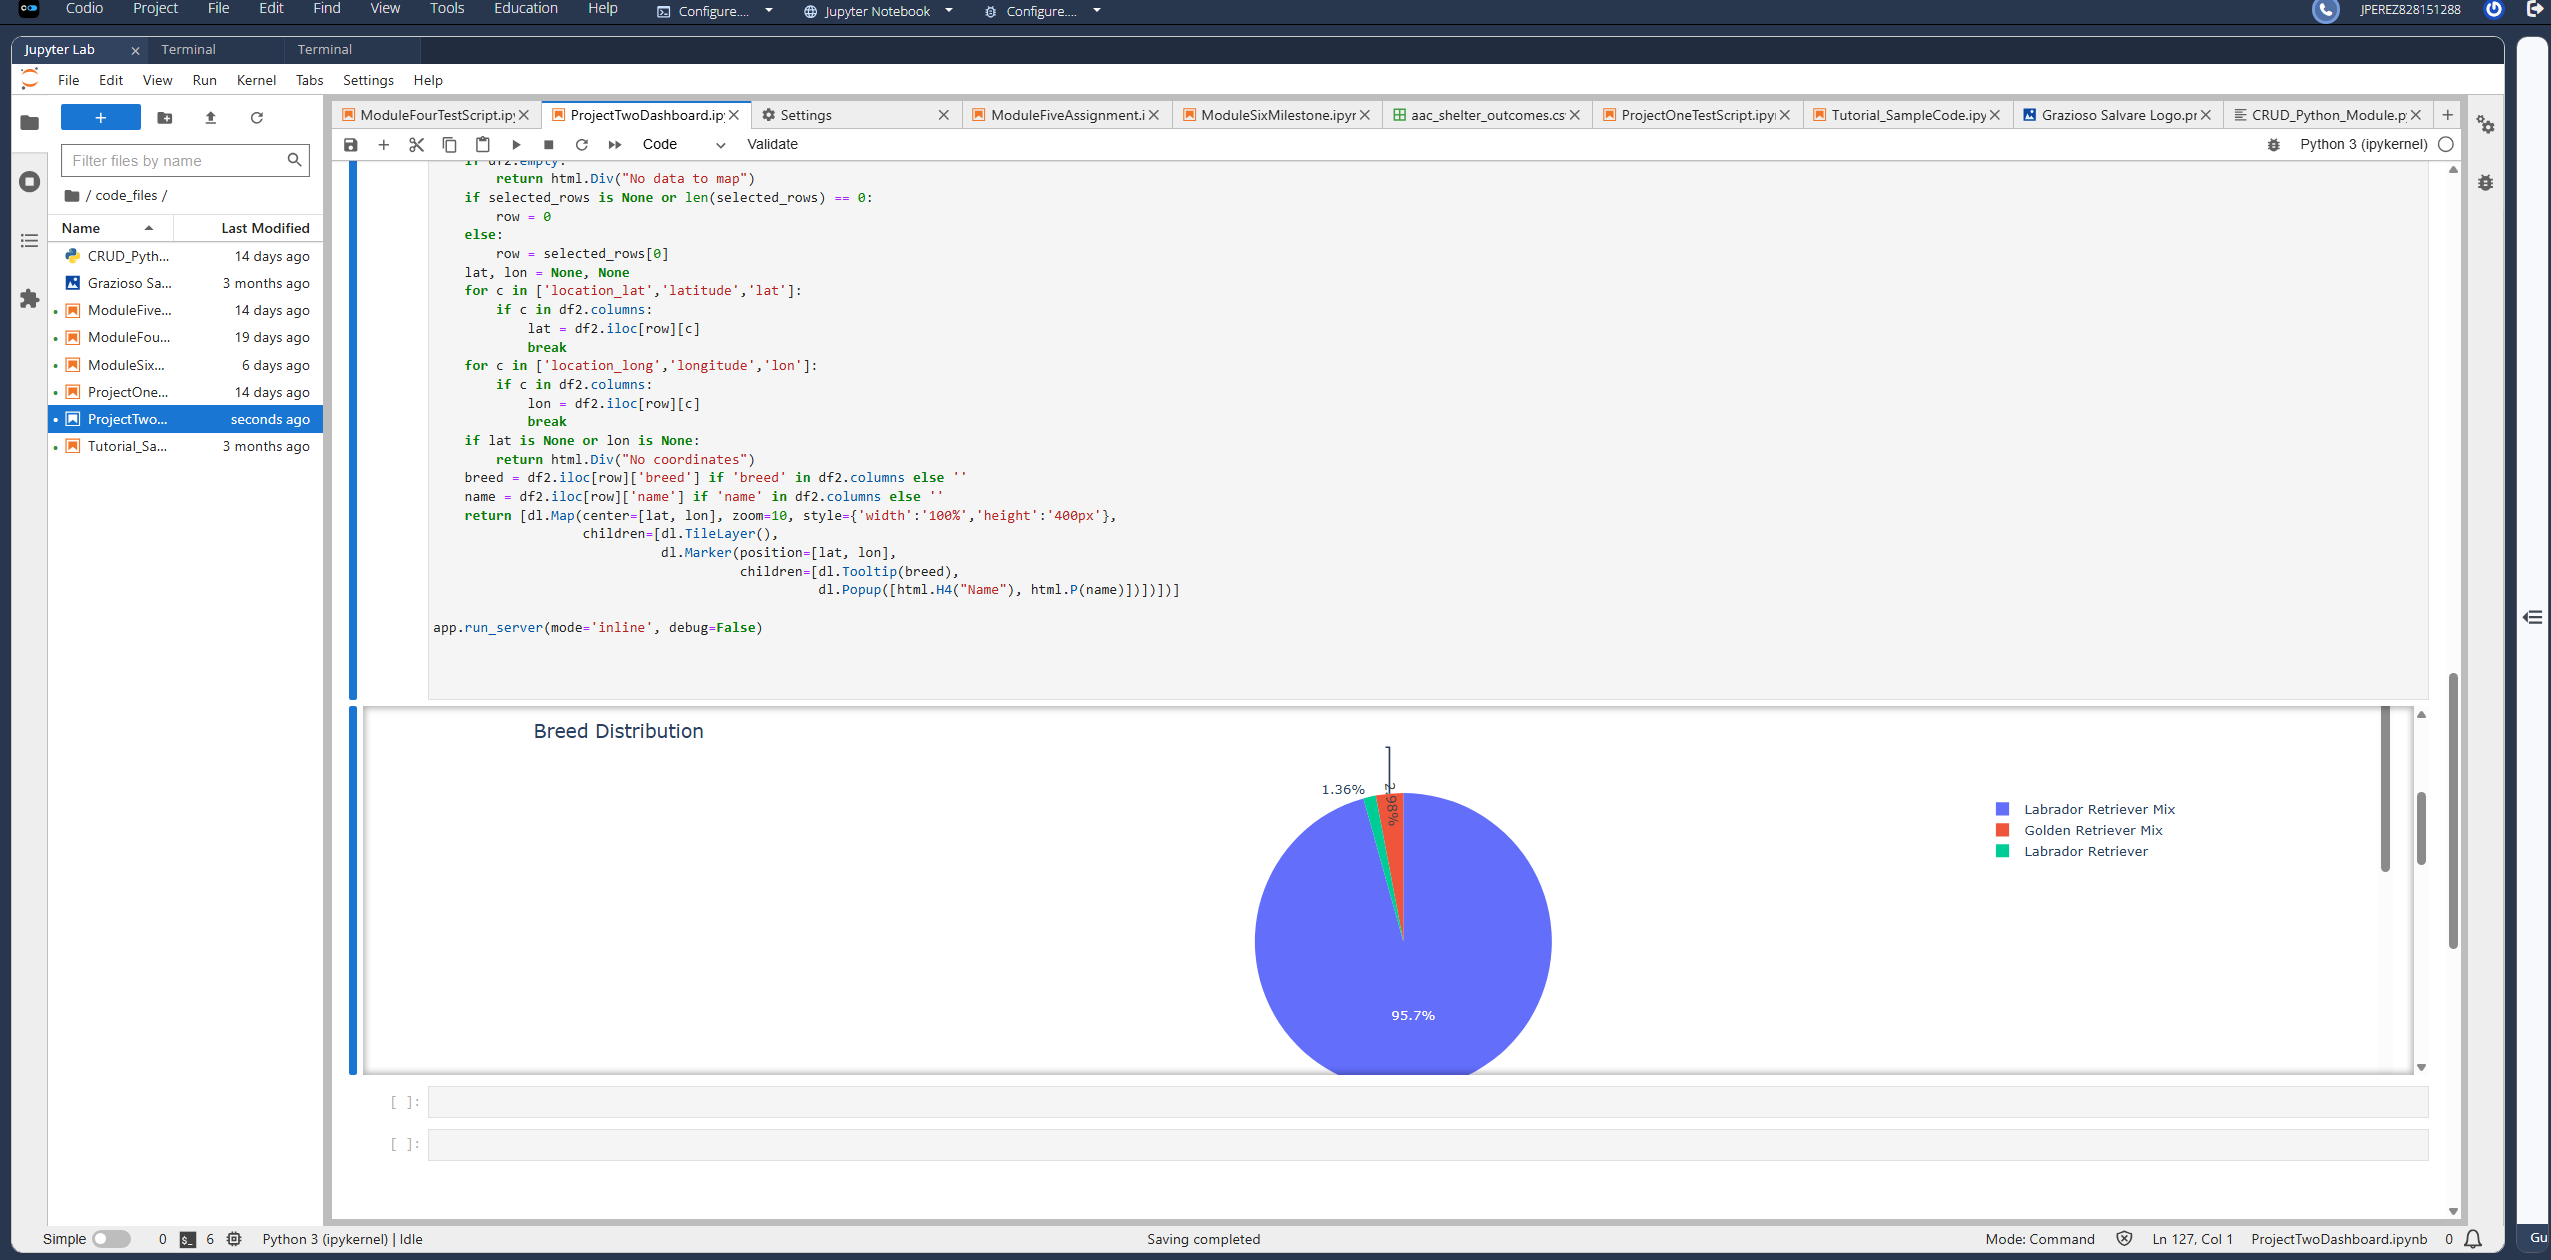 Codio Project File Edit Find View Tools Education Help Configure.... Jupyter Notebook Configure.... JPEREZ828151288
Jupyter Lab Terminal Terminal
File Edit View Run Kernel Tabs Settings Help
ModuleFourTestScript.ipy ProjectTwoDashboard.ipy Settings ModuleFiveAssignment.i ModuleSixMilestone.ipyn aac_shelter_outcomes.cs ProjectOneTestScript.ipyn Tutorial_SampleCode.ipy Grazioso Salvare Logo.pn CRUD_Python_Module.p
Code Validate Python 3 (ipykernel)
Filter files by name
/ code_files /
Name Last Modified
CRUD_Pyth... 14 days ago
Grazioso Sa... 3 months ago
ModuleFive... 14 days ago
ModuleFou... 19 days ago
ModuleSix... 6 days ago
ProjectOne... 14 days ago
ProjectTwo... seconds ago
Tutorial_Sa... 3 months ago
if df2.empty:
return html.Div("No data to map")
if selected_rows is None or len(selected_rows) == 0:
row = 0
else:
row = selected_rows[0]
lat, lon = None, None
for c in ['location_lat','latitude','lat']:
if c in df2.columns:
lat = df2.iloc[row][c]
break
for c in ['location_long','longitude','lon']:
if c in df2.columns:
lon = df2.iloc[row][c]
break
if lat is None or lon is None:
return html.Div("No coordinates")
breed = df2.iloc[row]['breed'] if 'breed' in df2.columns else ''
name = df2.iloc[row]['name'] if 'name' in df2.columns else ''
return [dl.Map(center=[lat, lon], zoom=10, style={'width':'100%','height':'400px'},
children=[dl.TileLayer(),
dl.Marker(position=[lat, lon],
children=[dl.Tooltip(breed),
dl.Popup([html.H4("Name"), html.P(name)])])])]
app.run_server(mode='inline', debug=False)
Breed Distribution
1.36%
2.98%
95.7%
Labrador Retriever Mix
Golden Retriever Mix
Labrador Retriever
[ ]:
[ ]:
Simple 0 6 Python 3 (ipykernel) | Idle Saving completed Mode: Command Ln 127, Col 1 ProjectTwoDashboard.ipynb 0
Gu